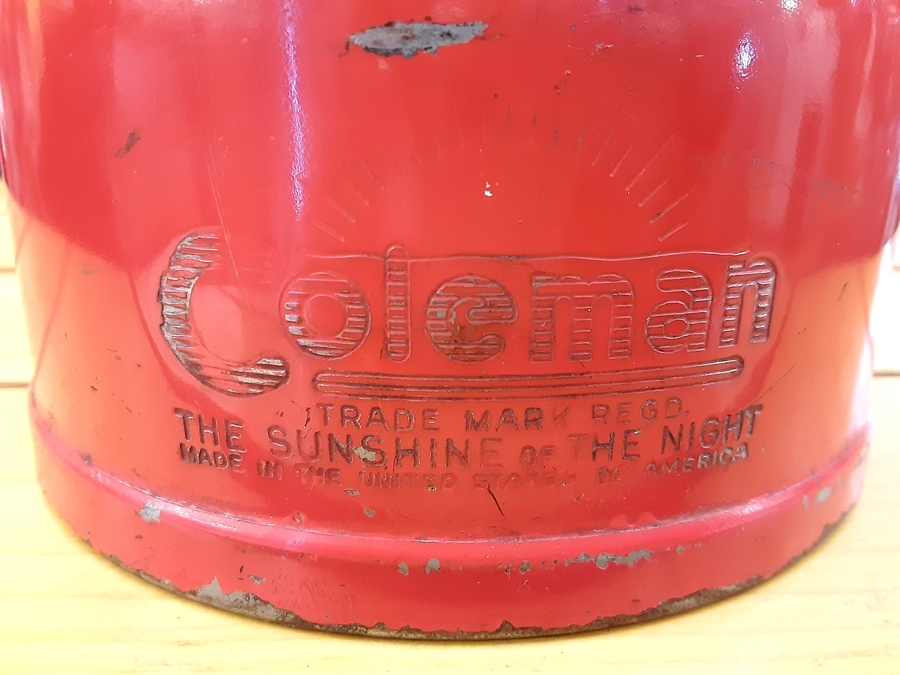 Coleman
TRADE MARK REGD.
THE SUNSHINE OF THE NIGHT
MADE IN THE UNITED STATES OF AMERICA